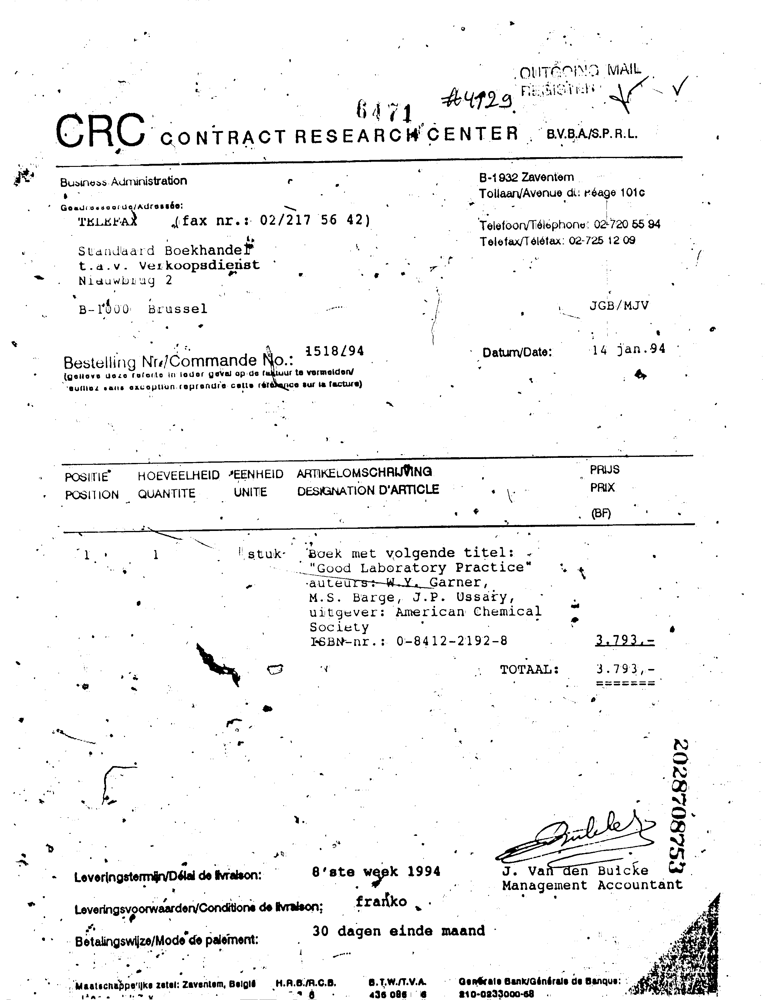 OUTGOING MAIL
REGISTER
6471 #4129
CRC CONTRACT RESEARCH CENTER B.V.B.A./S.P.R.L.
Business Administration
B-1932 Zaventem
Tollaan/Avenue du Péage 101c
Geadresseerde/Adressée:
TELEFAX (fax nr.: 02/217 56 42)
Telefoon/Téléphone: 02-720 55 94
Telefax/Téléfax: 02-725 12 09
Standaard Boekhandel
t.a.v. Verkoopsdienst
Nieuwbrug 2
B-1000 Brussel
JGB/MJV
Bestelling Nr./Commande No.: 1518/94
Datum/Date: 14 jan.94
(gelieve deze referte in ieder geval op de faktuur te vermelden/
veuillez sans exception reprendre cette référence sur la facture)
POSITIE HOEVEELHEID EENHEID ARTIKELOMSCHRIJVING PRIJS
POSITION QUANTITE UNITE DESIGNATION D'ARTICLE PRIX
(BF)
1 1 stuk Boek met volgende titel:
"Good Laboratory Practice"
auteurs: W.Y. Garner,
M.S. Barge, J.P. Ussary,
uitgever: American Chemical
Society
ISBN-nr.: 0-8412-2192-8 3.793,-
TOTAAL: 3.793,-
=======
2028708753
Leveringstermijn/Délai de livraison: 8'ste week 1994
J. Van den Bulcke
Management Accountant
Leveringsvoorwaarden/Conditions de livraison: franko
Betalingswijze/Mode de paiement: 30 dagen einde maand
Maatschappelijke zetel: Zaventem, België H.R.B./R.C.B. B.T.W./T.V.A. Generale Bank/Générale de Banque:
436 086 210-0233000-68